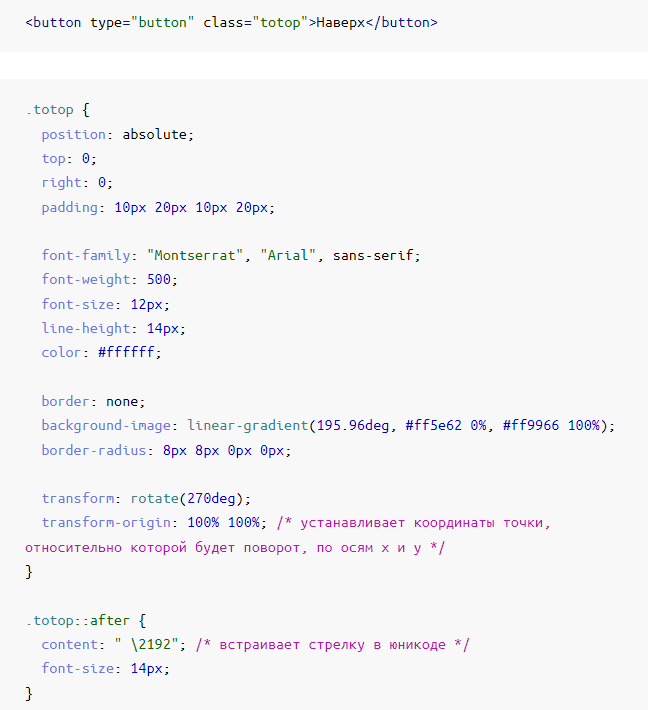 <button type="button" class="totop">Наверх</button>
.totop {
position: absolute;
top: 0;
right: 0;
padding: 10px 20px 10px 20px;
font-family: "Montserrat", "Arial", sans-serif;
font-weight: 500;
font-size: 12px;
line-height: 14px;
color: #ffffff;
border: none;
background-image: linear-gradient(195.96deg, #ff5e62 0%, #ff9966 100%);
border-radius: 8px 8px 0px 0px;
transform: rotate(270deg);
transform-origin: 100% 100%; /* устанавливает координаты точки,
относительно которой будет поворот, по осям x и y */
}
.totop::after {
content: " \2192"; /* встраивает стрелку в юникоде */
font-size: 14px;
}